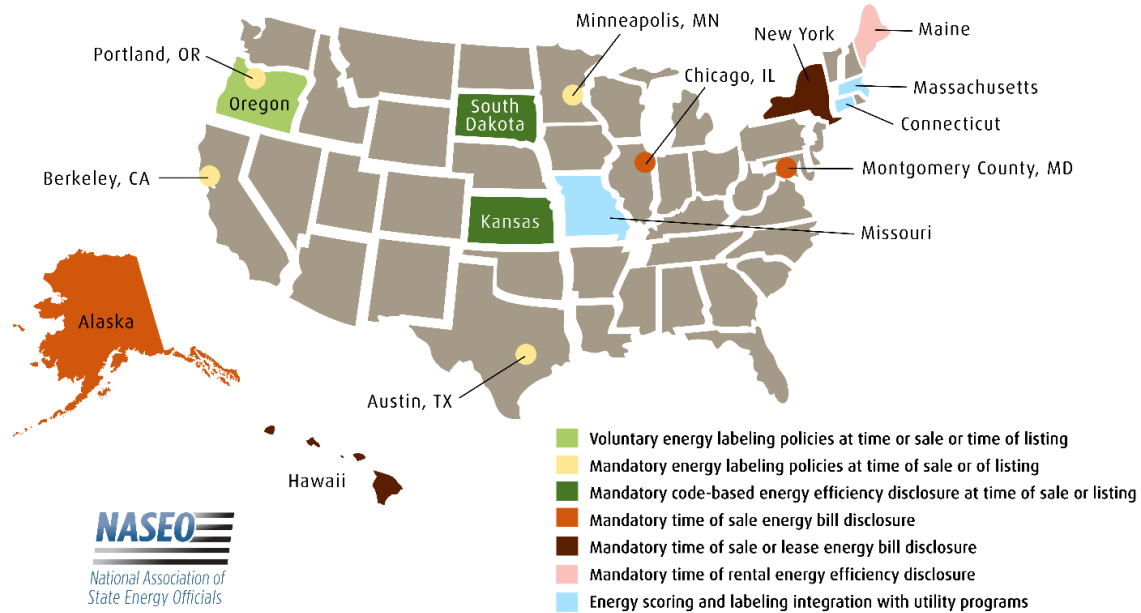 Minneapolis, MN
New York
Maine
Portland, OR
Chicago, IL
Massachusetts
Oregon
South
Dakota
Connecticut
Berkeley, CA
Montgomery County, MD
Kansas
Missouri
Alaska
Austin, TX
Hawaii
Voluntary energy labeling policies at time or sale or time of listing
Mandatory energy labeling policies at time of sale or of listing
Mandatory code-based energy efficiency disclosure at time of sale or listing
Mandatory time of sale energy bill disclosure
Mandatory time of sale or lease energy bill disclosure
Mandatory time of rental energy efficiency disclosure
Energy scoring and labeling integration with utility programs
NASEO
National Association of
State Energy Officials